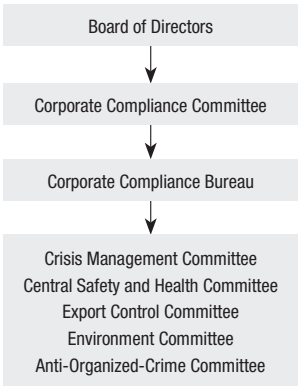 Board of Directors
Corporate Compliance Committee
Corporate Compliance Bureau
Crisis Management Committee
Central Safety and Health Committee
Export Control Committee
Environment Committee
Anti-Organized-Crime Committee